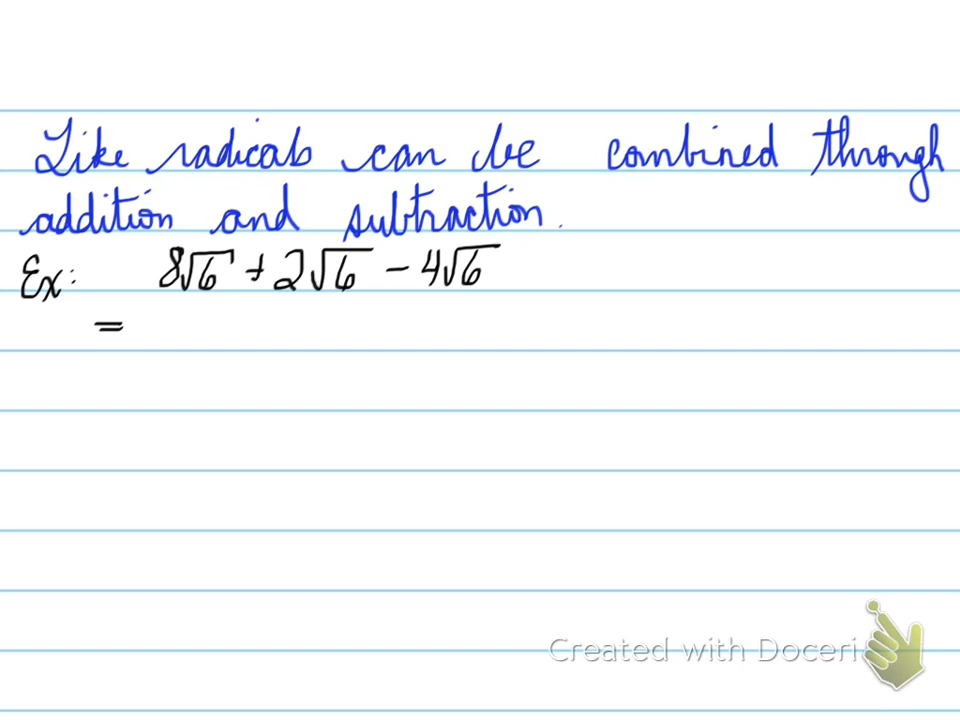 Like radicals can be combined through
addition and subtraction.
Ex: 8√6 + 2√6 - 4√6
=
Created with Doceri